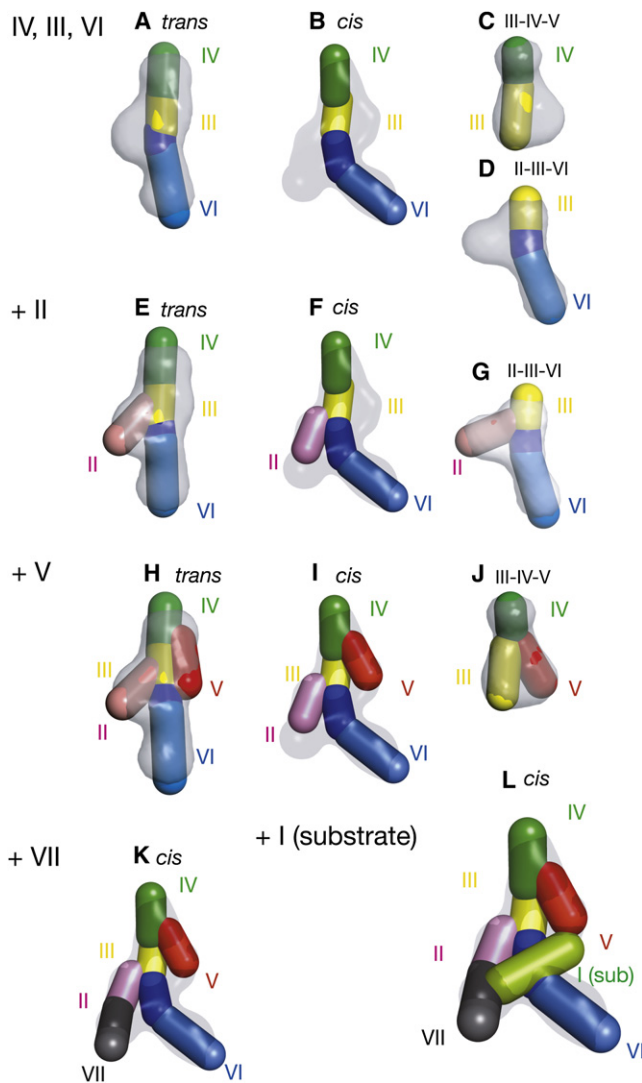 IV, III, VI
A trans
IV
III
VI
B cis
III
VI
C III-IV-V
IV
III
D II-III-VI
III
VI
+ II
E trans
IV
III
II
VI
F cis
IV
III
II
VI
G II-III-VI
III
II
VI
+ V
H trans
IV
III
V
II
VI
I cis
IV
III
V
II
VI
J III-IV-V
IV
III
V
+ VII
K cis
IV
III
V
II
VII
VI
+ I (substrate)
L cis
IV
III
V
II
I (sub)
VII
VI